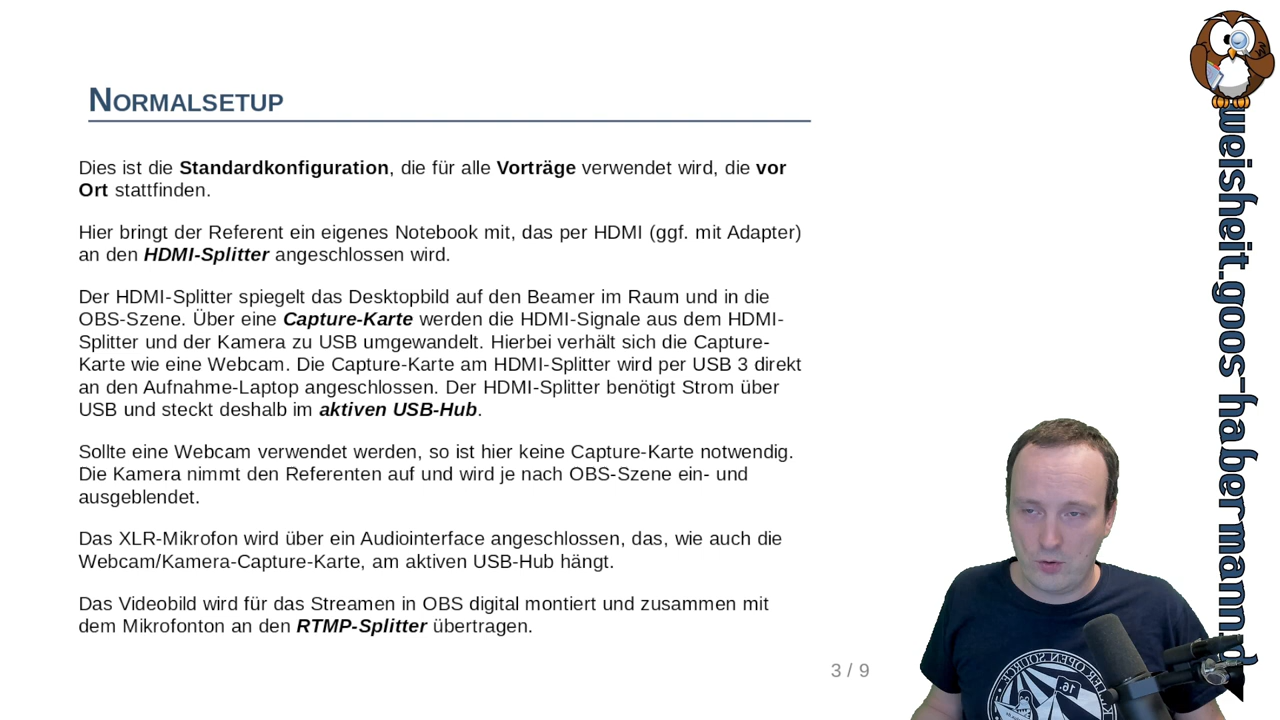 NORMALSETUP
Dies ist die Standardkonfiguration, die für alle Vorträge verwendet wird, die vor
Ort stattfinden.
Hier bringt der Referent ein eigenes Notebook mit, das per HDMI (ggf. mit Adapter)
an den HDMI-Splitter angeschlossen wird.
Der HDMI-Splitter spiegelt das Desktopbild auf den Beamer im Raum und in die
OBS-Szene. Über eine Capture-Karte werden die HDMI-Signale aus dem HDMI-
Splitter und der Kamera zu USB umgewandelt. Hierbei verhält sich die Capture-
Karte wie eine Webcam. Die Capture-Karte am HDMI-Splitter wird per USB 3 direkt
an den Aufnahme-Laptop angeschlossen. Der HDMI-Splitter benötigt Strom über
USB und steckt deshalb im aktiven USB-Hub.
Sollte eine Webcam verwendet werden, so ist hier keine Capture-Karte notwendig.
Die Kamera nimmt den Referenten auf und wird je nach OBS-Szene ein- und
ausgeblendet.
Das XLR-Mikrofon wird über ein Audiointerface angeschlossen, das, wie auch die
Webcam/Kamera-Capture-Karte, am aktiven USB-Hub hängt.
Das Videobild wird für das Streamen in OBS digital montiert und zusammen mit
dem Mikrofonton an den RTMP-Splitter übertragen.
3 / 9
weisheit.goos-habermann.d
OPEN SOURCE
16.